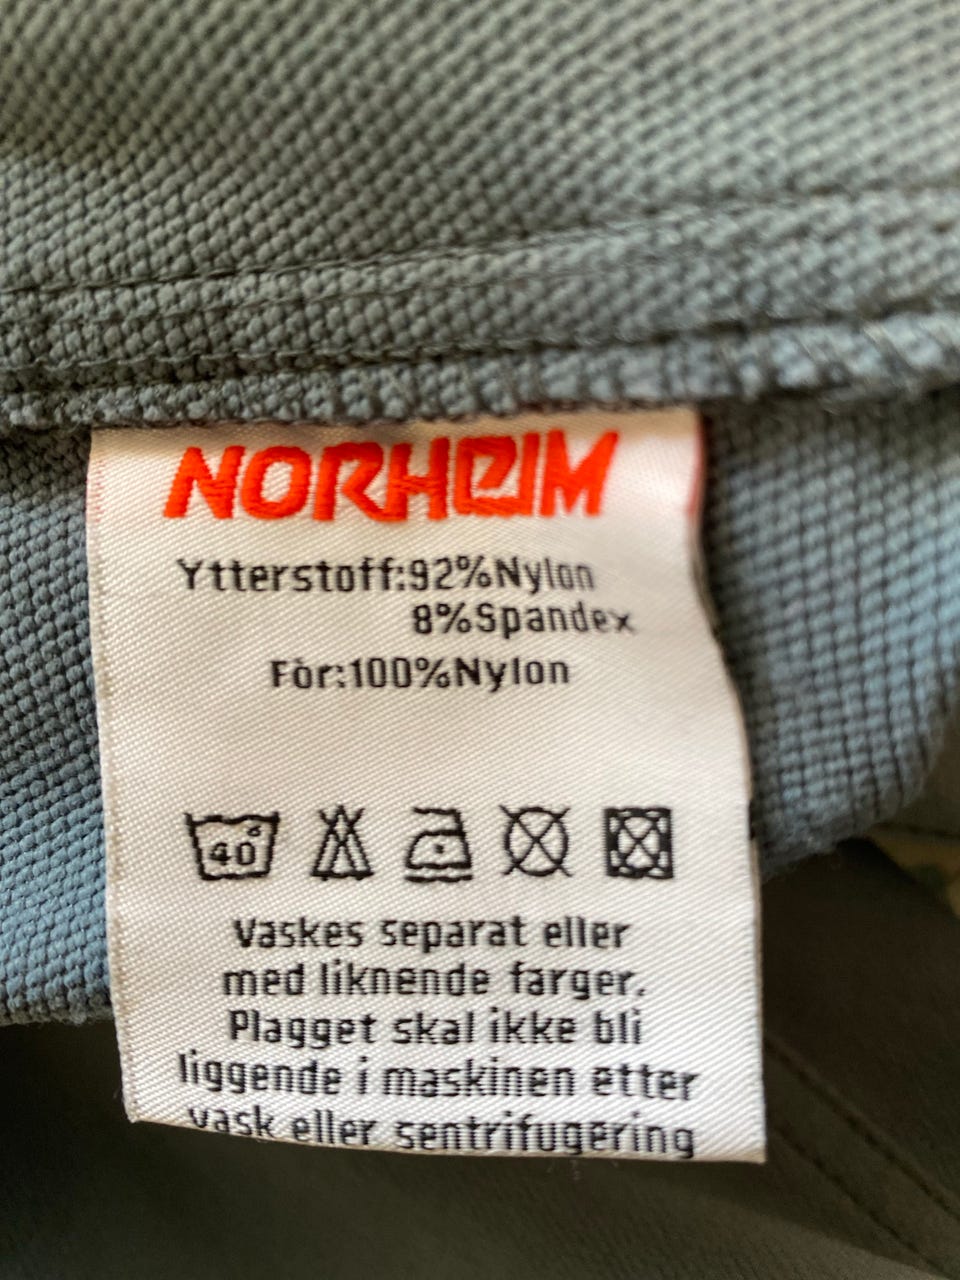 NORHEIM
Ytterstoff:92%Nylon
8%Spandex
Fòr:100%Nylon
40°
Vaskes separat eller
med liknende farger.
Plagget skal ikke bli
liggende i maskinen etter
vask eller sentrifugering